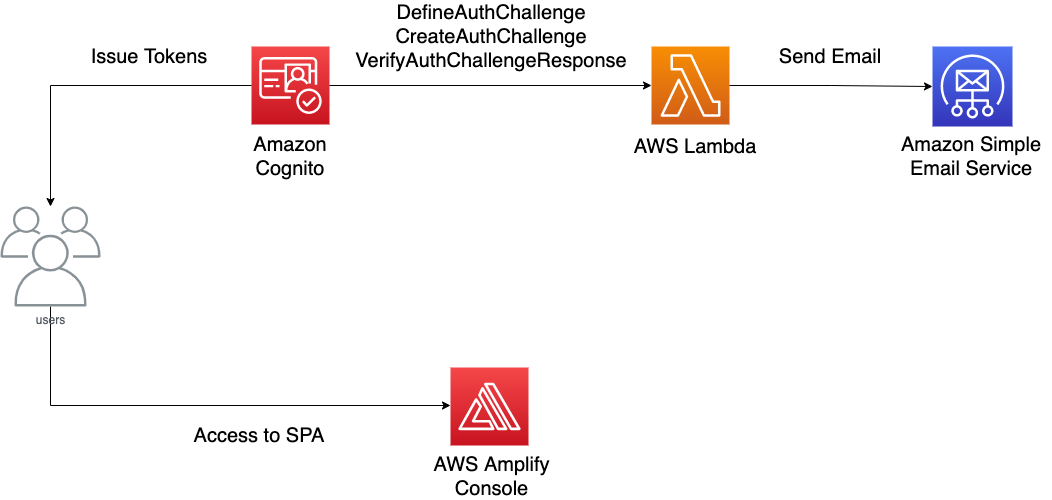 DefineAuthChallenge
CreateAuthChallenge
VerifyAuthChallengeResponse
Issue Tokens
Send Email
Amazon
Cognito
AWS Lambda
Amazon Simple
Email Service
users
Access to SPA
AWS Amplify
Console